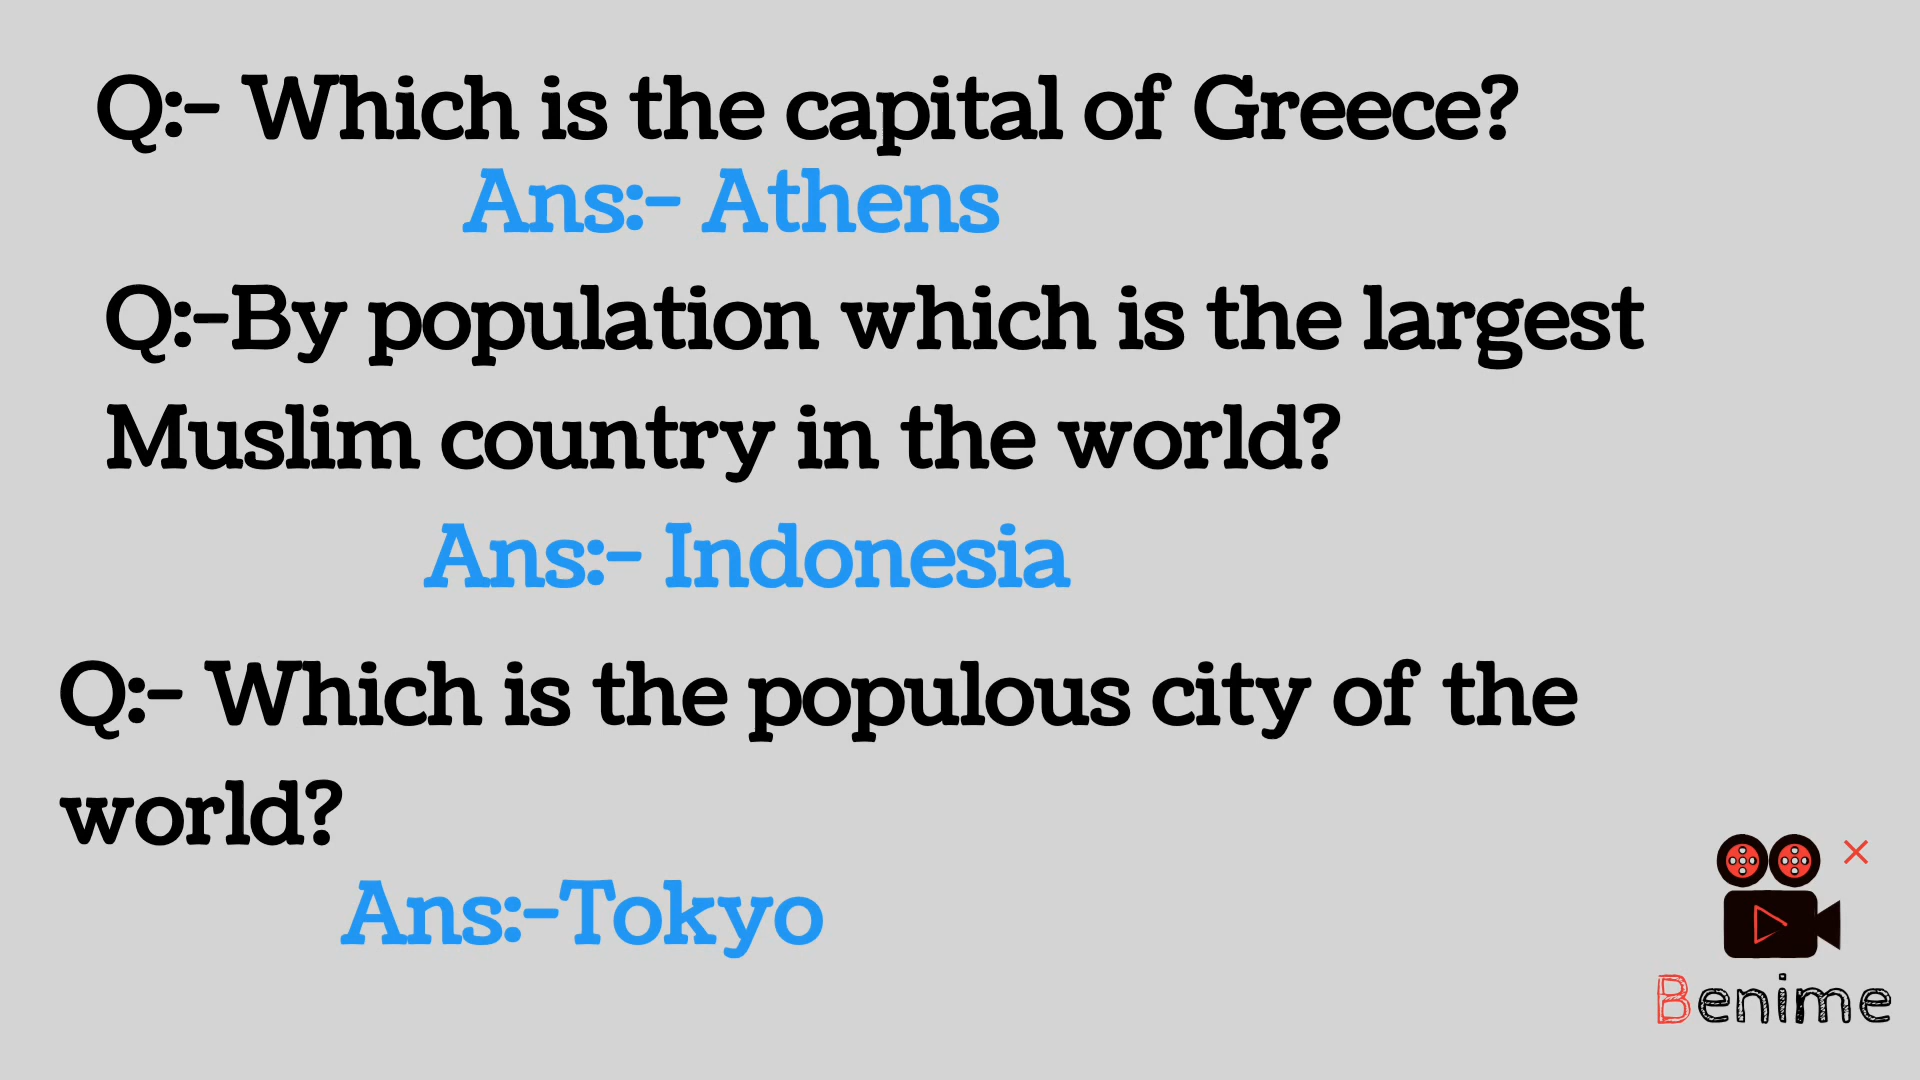 Q:- Which is the capital of Greece?
Ans:- Athens
Q:-By population which is the largest
Muslim country in the world?
Ans:- Indonesia
Q:- Which is the populous city of the
world?
Ans:-Tokyo
Benime